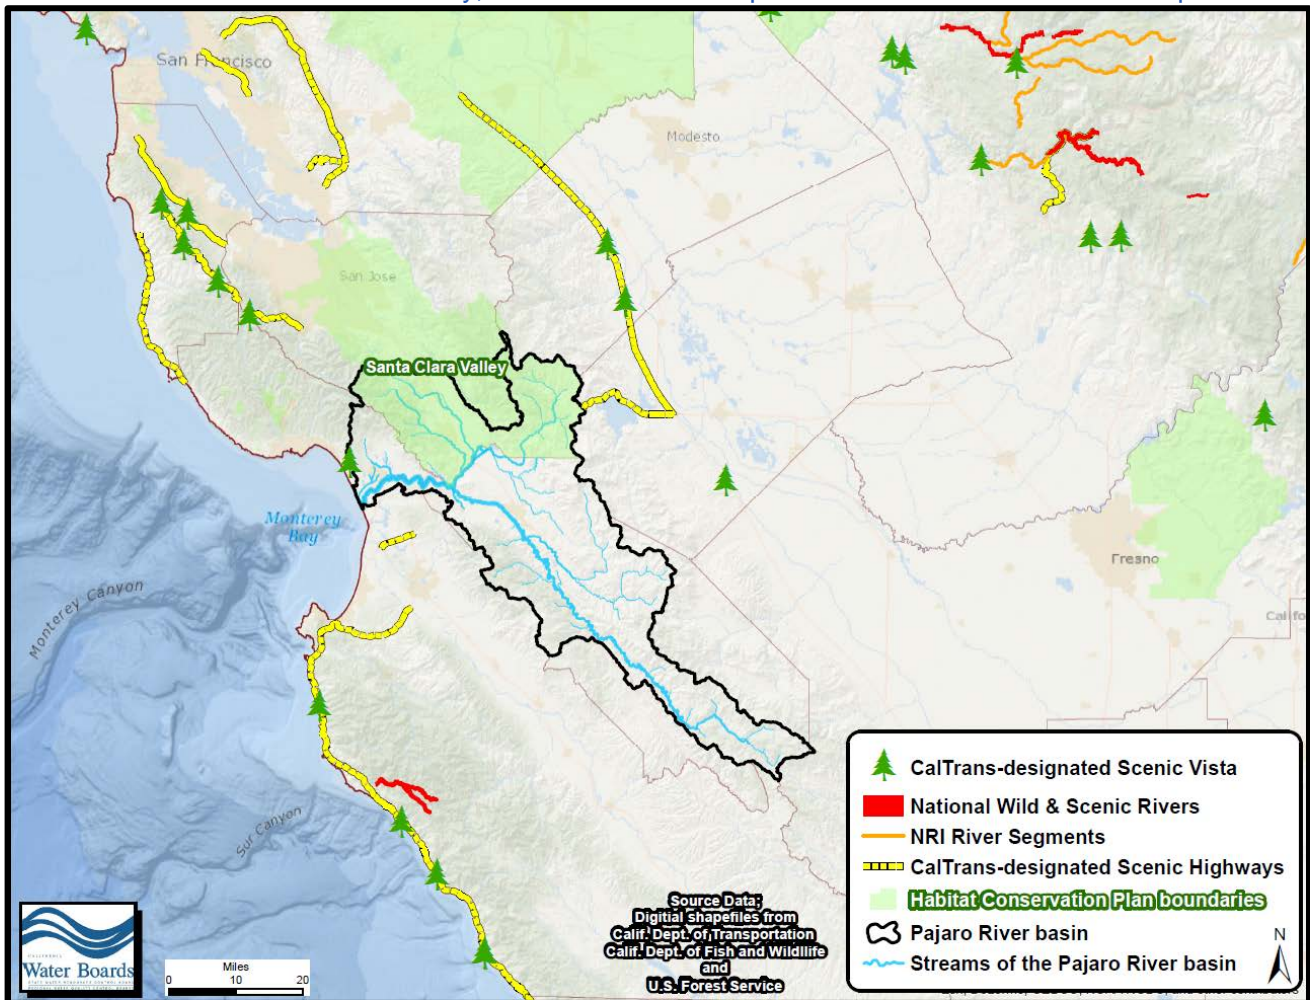 San Francisco
Modesto
San Jose
Santa Clara Valley
Monterey
Bay
Monterey Canyon
Fresno
Califo
Sur Canyon
CalTrans-designated Scenic Vista
National Wild & Scenic Rivers
NRI River Segments
CalTrans-designated Scenic Highways
Habitat Conservation Plan boundaries
Pajaro River basin
Streams of the Pajaro River basin
N
Source Data;
Digitial shapefiles from
Calif. Dept. of Transportation
Calif. Dept. of Fish and Wildllife
and
U.S. Forest Service
CALIFORNIA
Water Boards
Miles
0 10 20